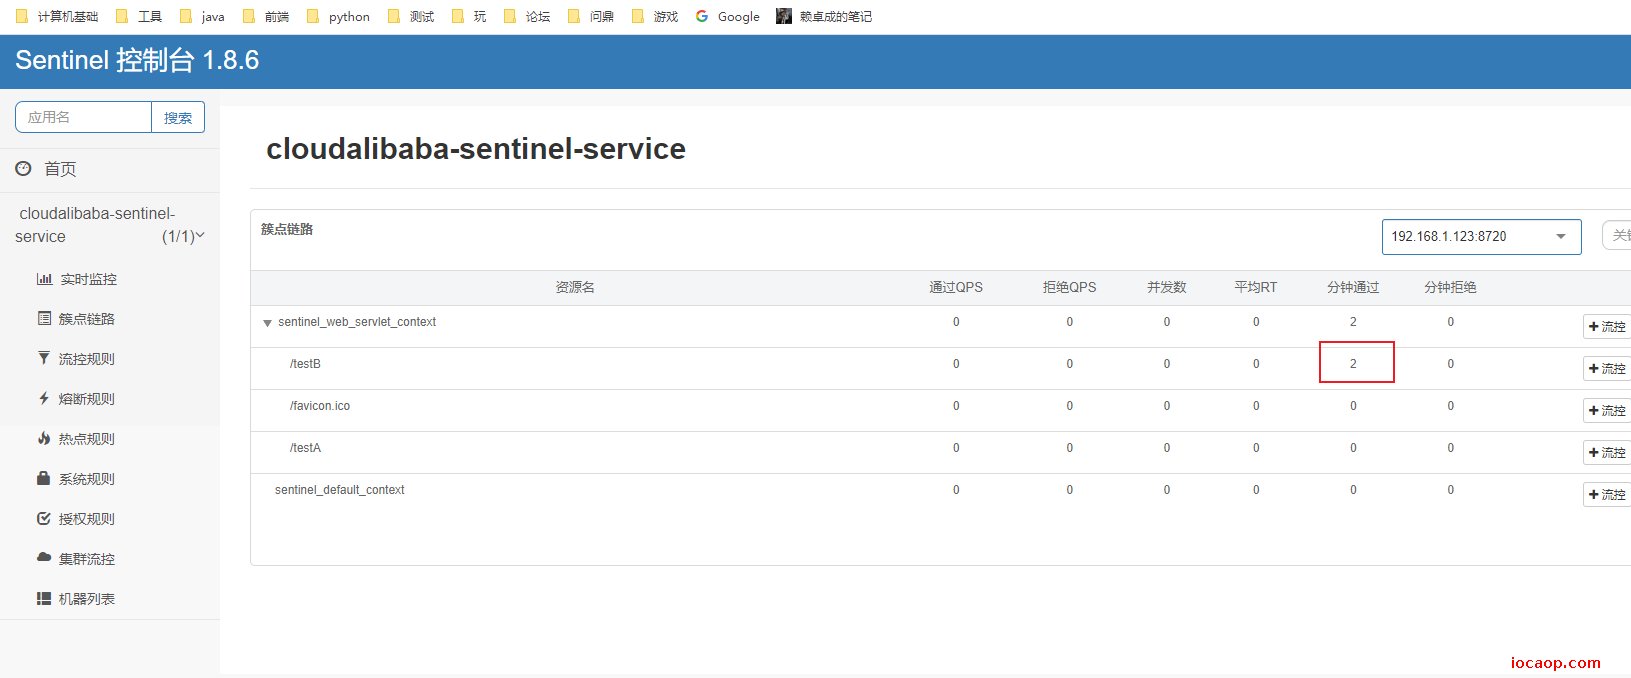 计算机基础 工具 java 前端 python 测试 玩 论坛 问鼎 游戏 Google 赖卓成的笔记
Sentinel 控制台 1.8.6
应用名 搜索
首页
cloudalibaba-sentinel-
service (1/1)
实时监控
簇点链路
流控规则
熔断规则
热点规则
系统规则
授权规则
集群流控
机器列表
cloudalibaba-sentinel-service
簇点链路 192.168.1.123:8720
资源名 通过QPS 拒绝QPS 并发数 平均RT 分钟通过 分钟拒绝
sentinel_web_servlet_context 0 0 0 0 2 0 流控
/testB 0 0 0 0 2 0 流控
/favicon.ico 0 0 0 0 0 0 流控
/testA 0 0 0 0 0 0 流控
sentinel_default_context 0 0 0 0 0 0 流控
iocaop.com